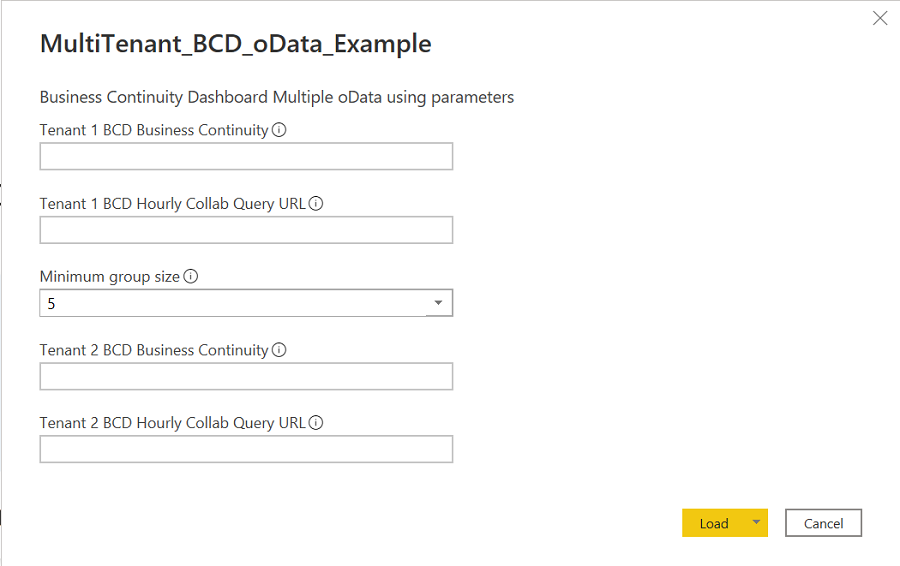 MultiTenant_BCD_oData_Example
Business Continuity Dashboard Multiple oData using parameters
Tenant 1 BCD Business Continuity
Tenant 1 BCD Hourly Collab Query URL
Minimum group size
5
Tenant 2 BCD Business Continuity
Tenant 2 BCD Hourly Collab Query URL
Load
Cancel